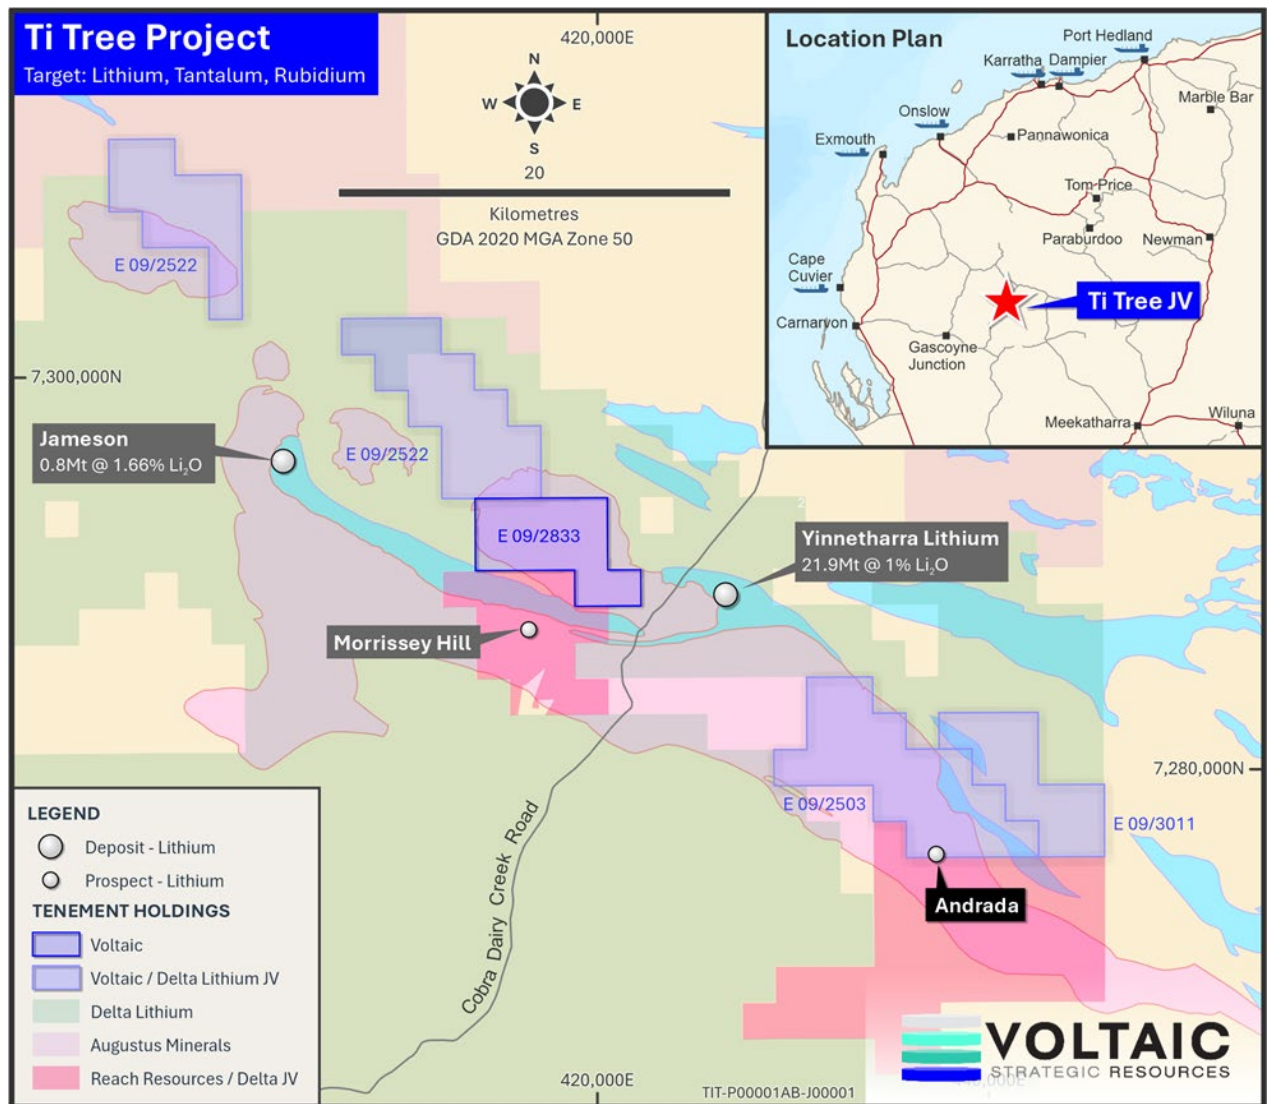 Ti Tree Project
Target: Lithium, Tantalum, Rubidium
420,000E
N
W
E
S
20
Kilometres
GDA 2020 MGA Zone 50
Location Plan
Port Hedland
Karratha
Dampier
Marble Bar
Onslow
Pannawonica
Exmouth
Tom Price
Paraburdoo
Newman
Cape
Cuvier
Ti Tree JV
Carnarvon
Gascoyne
Junction
Meekatharra
Wiluna
E 09/2522
7,300,000N
Jameson
0.8Mt @ 1.66% Li₂O
E 09/2522
E 09/2833
Yinnetharra Lithium
21.9Mt @ 1% Li₂O
Morrissey Hill
7,280,000N
E 09/2503
E 09/3011
Andrada
Cobra Dairy Creek Road
LEGEND
Deposit - Lithium
Prospect - Lithium
TENEMENT HOLDINGS
Voltaic
Voltaic / Delta Lithium JV
Delta Lithium
Augustus Minerals
Reach Resources / Delta JV
VOLTAIC
STRATEGIC RESOURCES
420,000E
TIT-P00001AB-J00001